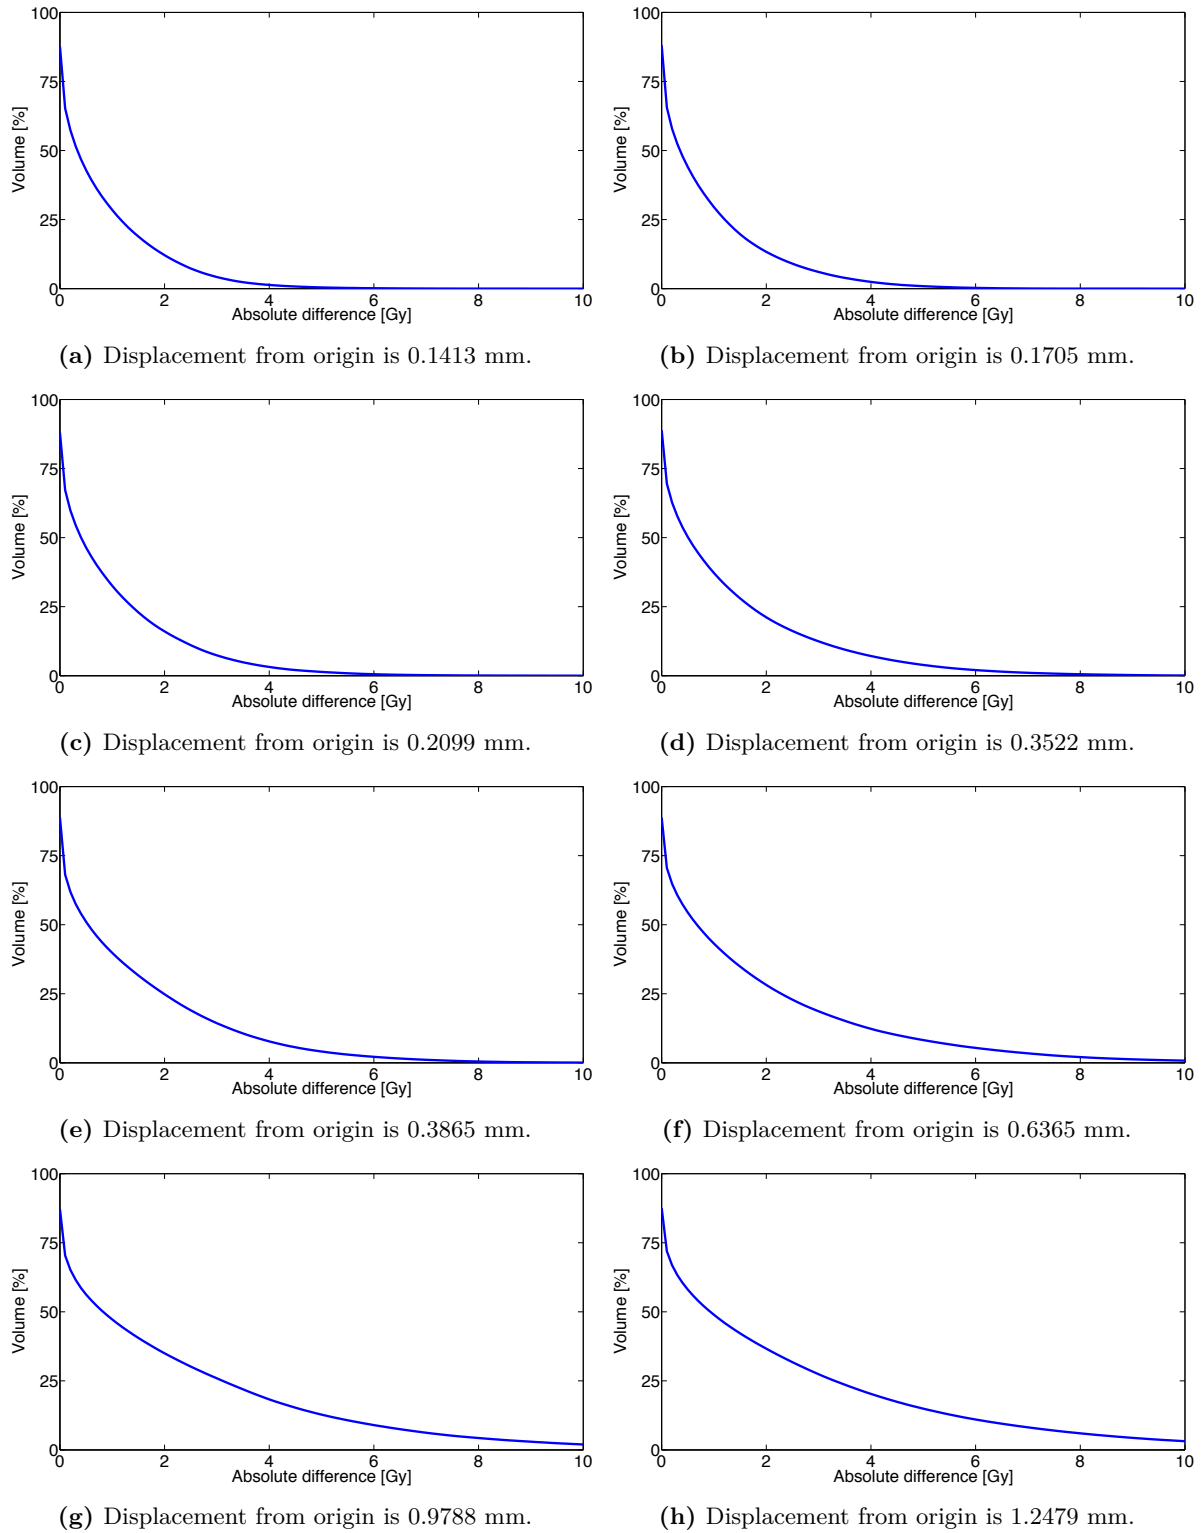 100
75
50
25
0
Volume [%]
0 2 4 6 8 10
Absolute difference [Gy]
(a) Displacement from origin is 0.1413 mm.
100
75
50
25
0
Volume [%]
0 2 4 6 8 10
Absolute difference [Gy]
(b) Displacement from origin is 0.1705 mm.
100
75
50
25
0
Volume [%]
0 2 4 6 8 10
Absolute difference [Gy]
(c) Displacement from origin is 0.2099 mm.
100
75
50
25
0
Volume [%]
0 2 4 6 8 10
Absolute difference [Gy]
(d) Displacement from origin is 0.3522 mm.
100
75
50
25
0
Volume [%]
0 2 4 6 8 10
Absolute difference [Gy]
(e) Displacement from origin is 0.3865 mm.
100
75
50
25
0
Volume [%]
0 2 4 6 8 10
Absolute difference [Gy]
(f) Displacement from origin is 0.6365 mm.
100
75
50
25
0
Volume [%]
0 2 4 6 8 10
Absolute difference [Gy]
(g) Displacement from origin is 0.9788 mm.
100
75
50
25
0
Volume [%]
0 2 4 6 8 10
Absolute difference [Gy]
(h) Displacement from origin is 1.2479 mm.